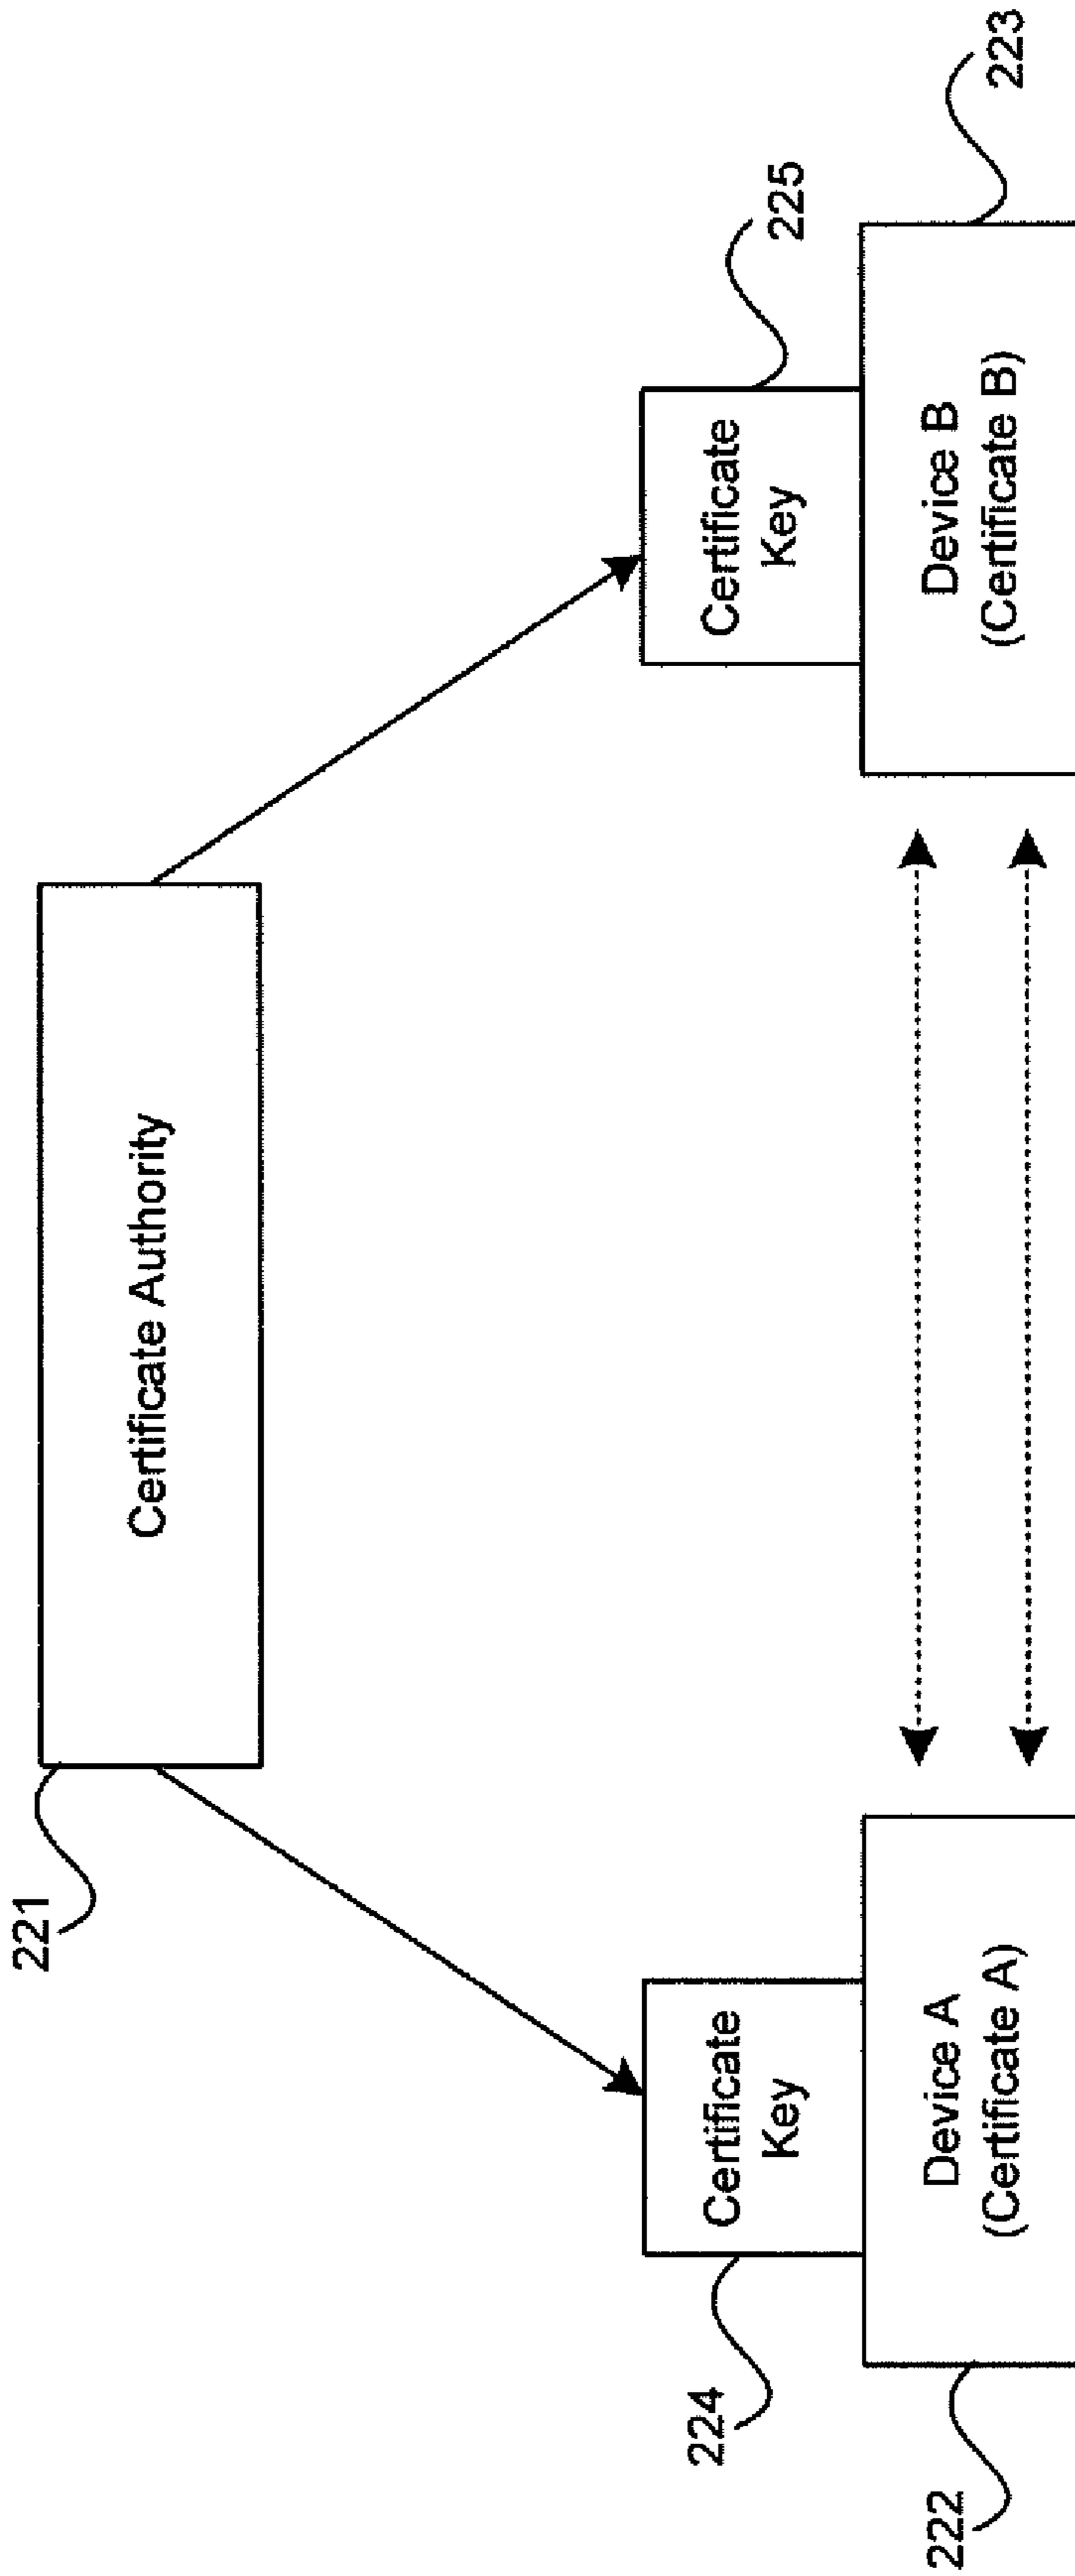 221
Certificate Authority
224
Certificate
Key
Certificate
Key
225
222
Device A
(Certificate A)
Device B
(Certificate B)
223